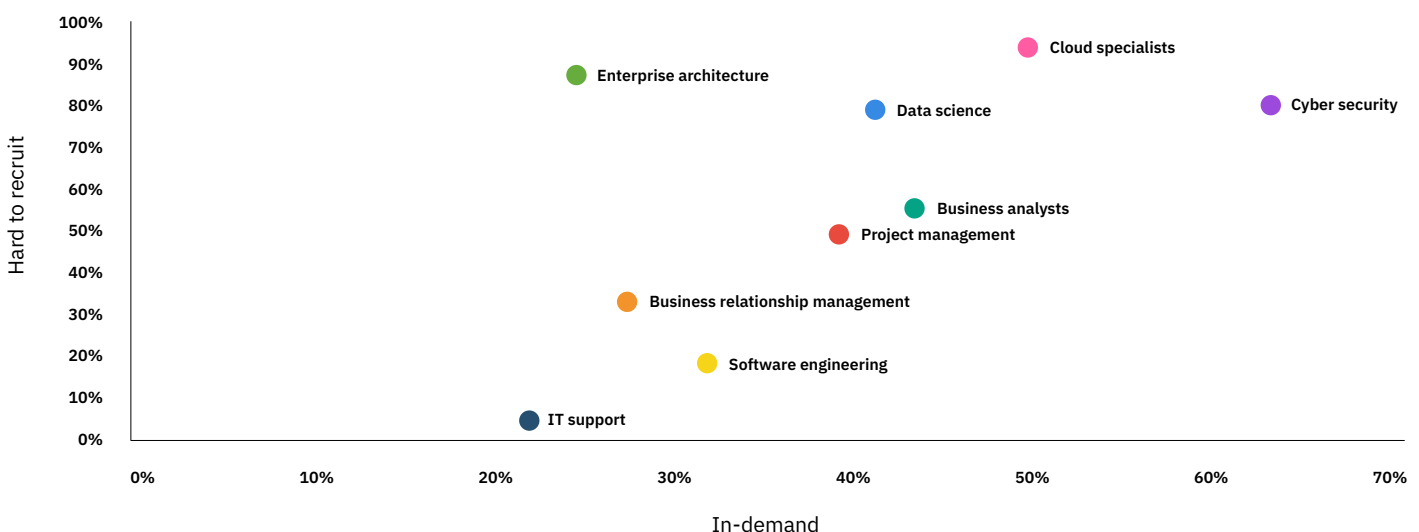 100%
90%
80%
70%
60%
50%
40%
30%
20%
10%
0%
Hard to recruit
Cloud specialists
Enterprise architecture
Cyber security
Data science
Business analysts
Project management
Business relationship management
Software engineering
IT support
0% 10% 20% 30% 40% 50% 60% 70%
In-demand